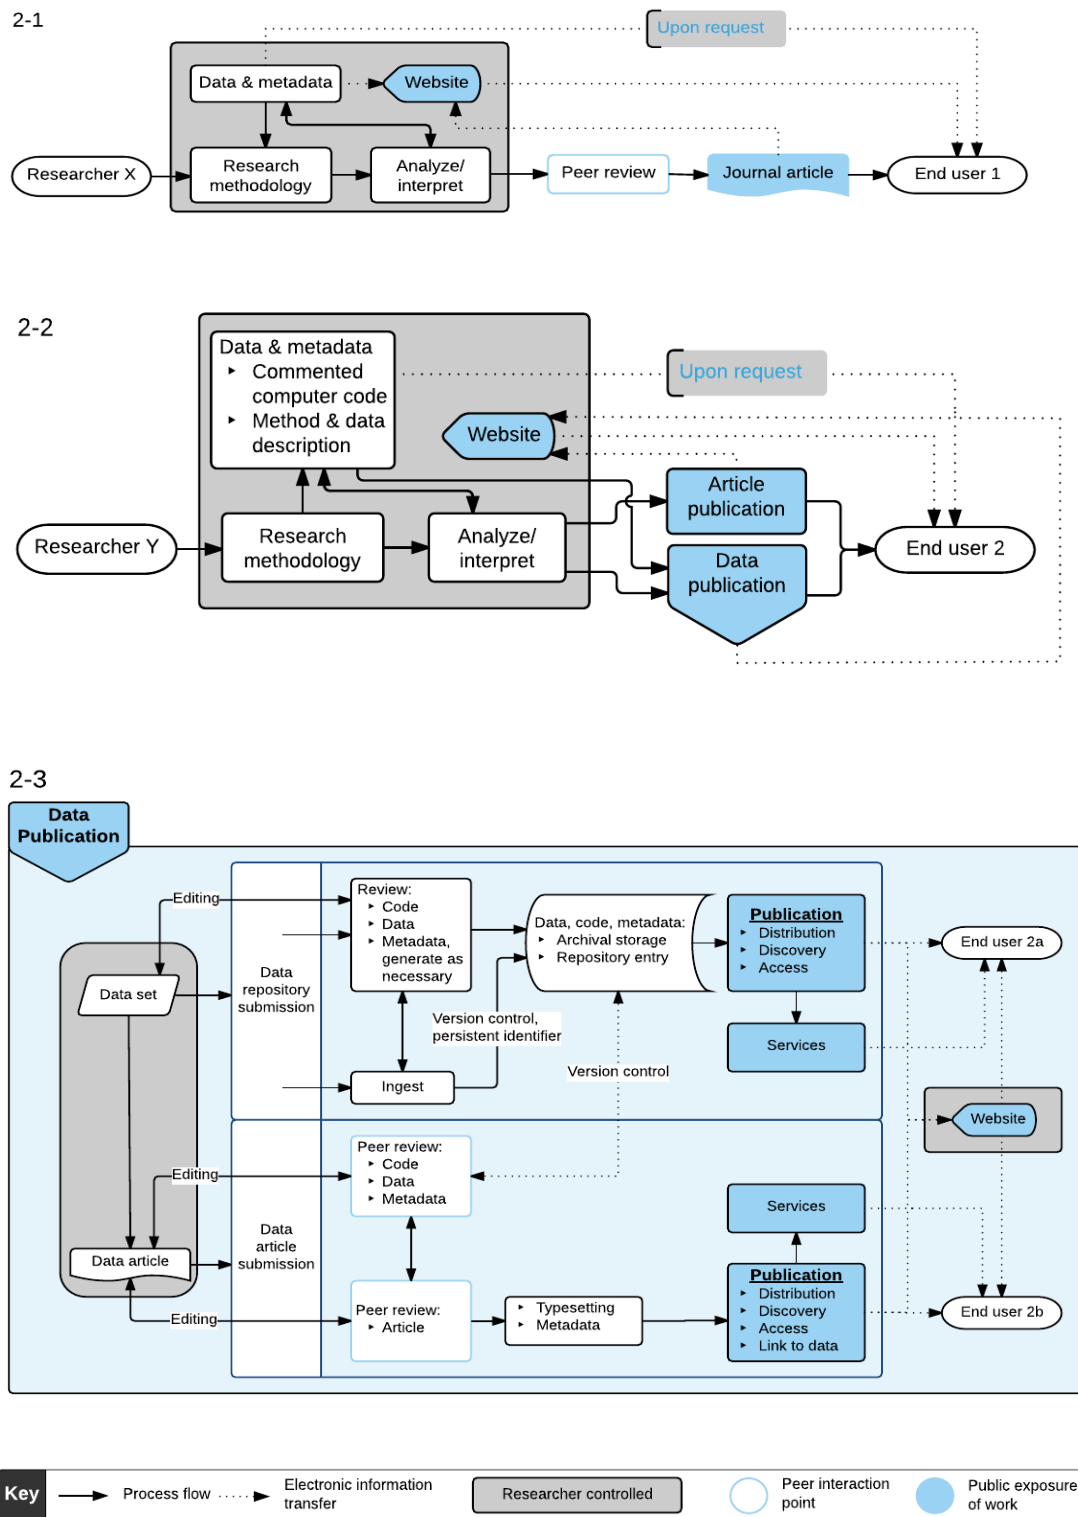 2-1
Upon request
Data & metadata
Website
Researcher X
Research
methodology
Analyze/
interpret
Peer review
Journal article
End user 1
2-2
Data & metadata
‣ Commented
computer code
‣ Method & data
description
Upon request
Website
Article
publication
Researcher Y
Research
methodology
Analyze/
interpret
Data
publication
End user 2
2-3
Data
Publication
Editing
Data set
Data
repository
submission
Review:
‣ Code
‣ Data
‣ Metadata,
generate as
necessary
Version control,
persistent identifier
Ingest
Data, code, metadata:
‣ Archival storage
‣ Repository entry
Version control
Publication
‣ Distribution
‣ Discovery
‣ Access
Services
End user 2a
Website
Editing
Data article
Editing
Data
article
submission
Peer review:
‣ Code
‣ Data
‣ Metadata
Peer review:
‣ Article
‣ Typesetting
‣ Metadata
Services
Publication
‣ Distribution
‣ Discovery
‣ Access
‣ Link to data
End user 2b
Key
Process flow
Electronic information
transfer
Researcher controlled
Peer interaction
point
Public exposure
of work